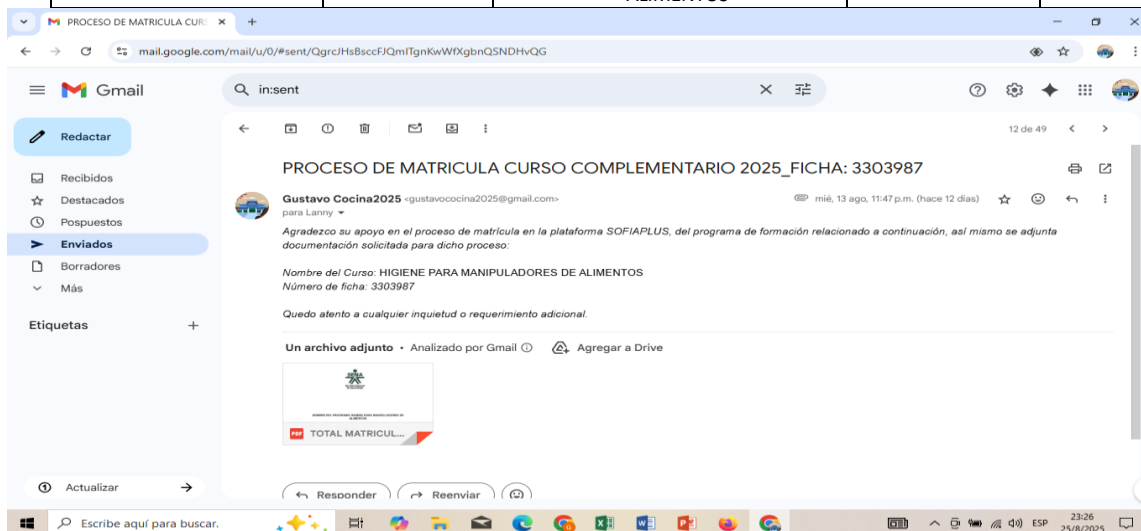 ALIMENTOS
PROCESO DE MATRICULA CUR
mail.google.com/mail/u/0/#sent/QgrcJHsBsccFJQmITgnKwWfXgbnQSNDHvQG
Gmail
in:sent
Redactar
12 de 49
PROCESO DE MATRICULA CURSO COMPLEMENTARIO 2025_FICHA: 3303987
Recibidos
Destacados
Pospuestos
Enviados
Borradores
Más
Etiquetas
Gustavo Cocina2025 <gustavococina2025@gmail.com>
mié, 13 ago, 11:47 p.m. (hace 12 días)
para Lanny
Agradezco su apoyo en el proceso de matrícula en la plataforma SOFIAPLUS, del programa de formación relacionado a continuación, así mismo se adjunta
documentación solicitada para dicho proceso:
Nombre del Curso: HIGIENE PARA MANIPULADORES DE ALIMENTOS
Número de ficha: 3303987
Quedo atento a cualquier inquietud o requerimiento adicional.
Un archivo adjunto • Analizado por Gmail
Agregar a Drive
SENA
PDF TOTAL MATRICUL...
Actualizar
Responder
Reenviar
Escribe aquí para buscar.
ESP
23:26
25/8/2025